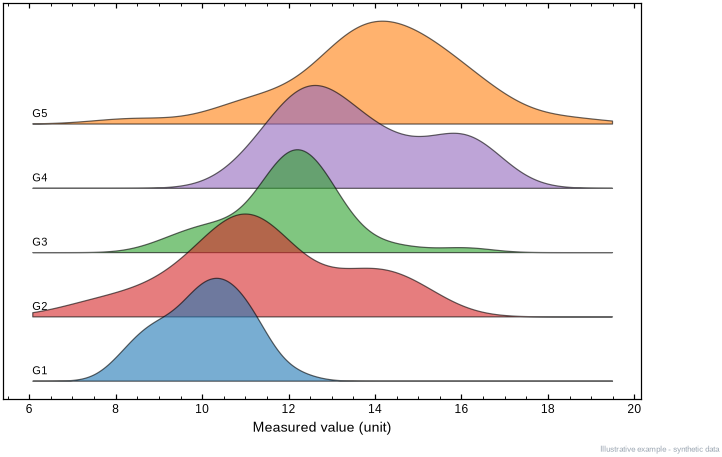 G5
G4
G3
G2
G1
6 8 10 12 14 16 18 20
Measured value (unit)
Illustrative example - synthetic data